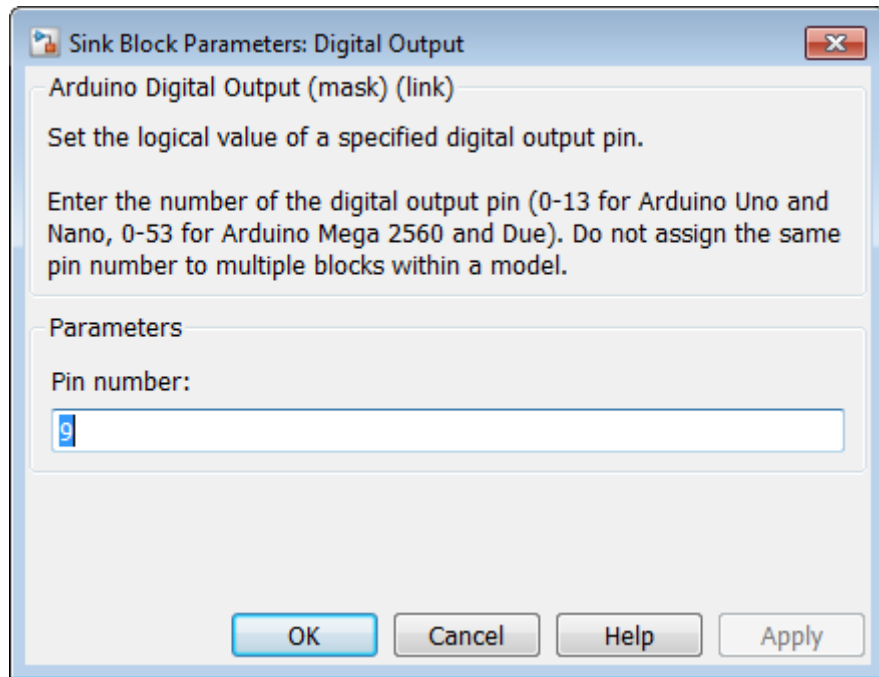 Sink Block Parameters: Digital Output
Arduino Digital Output (mask) (link)
Set the logical value of a specified digital output pin.
Enter the number of the digital output pin (0-13 for Arduino Uno and
Nano, 0-53 for Arduino Mega 2560 and Due). Do not assign the same
pin number to multiple blocks within a model.
Parameters
Pin number:
9
OK Cancel Help Apply